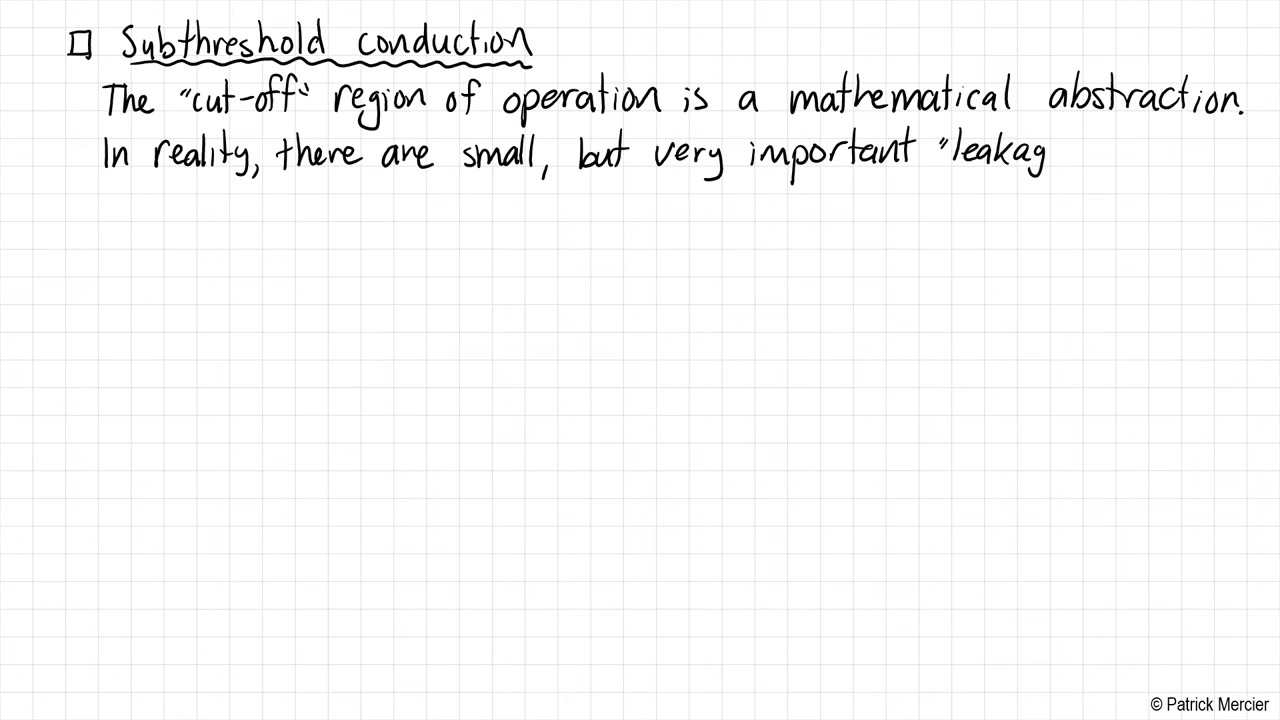 Subthreshold conduction
The "cut-off" region of operation is a mathematical abstraction.
In reality, there are small, but very important "leakag
© Patrick Mercier